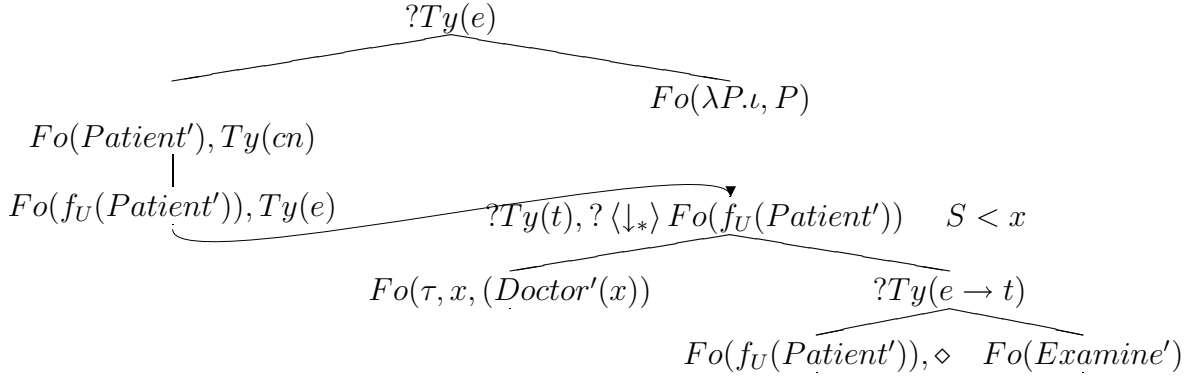 ?Ty(e)
Fo(λP.ι, P)
Fo(Patient′), Ty(cn)
Fo(f_U(Patient′)), Ty(e)
?Ty(t), ?⟨↓_*⟩ Fo(f_U(Patient′)) S < x
Fo(τ, x, (Doctor′(x)) ?Ty(e → t)
Fo(f_U(Patient′)), ⋄ Fo(Examine′)